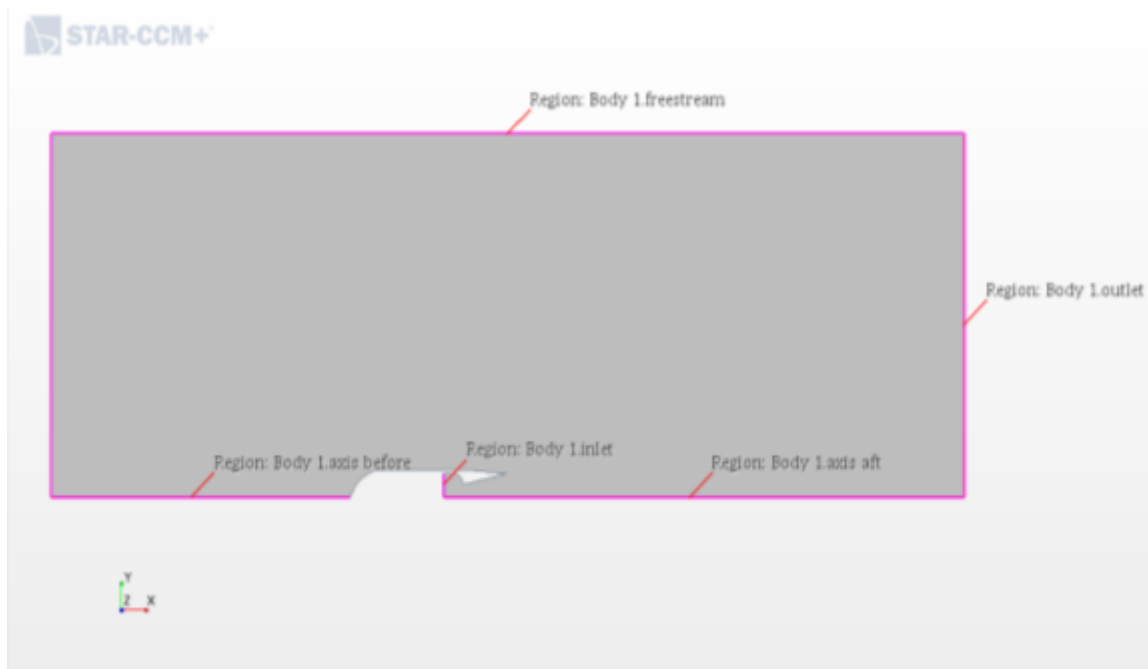 STAR-CCM+
Region: Body 1.freestream
Region: Body 1.outlet
Region: Body 1.axis before
Region: Body 1.inlet
Region: Body 1.axis aft
Y
Z X